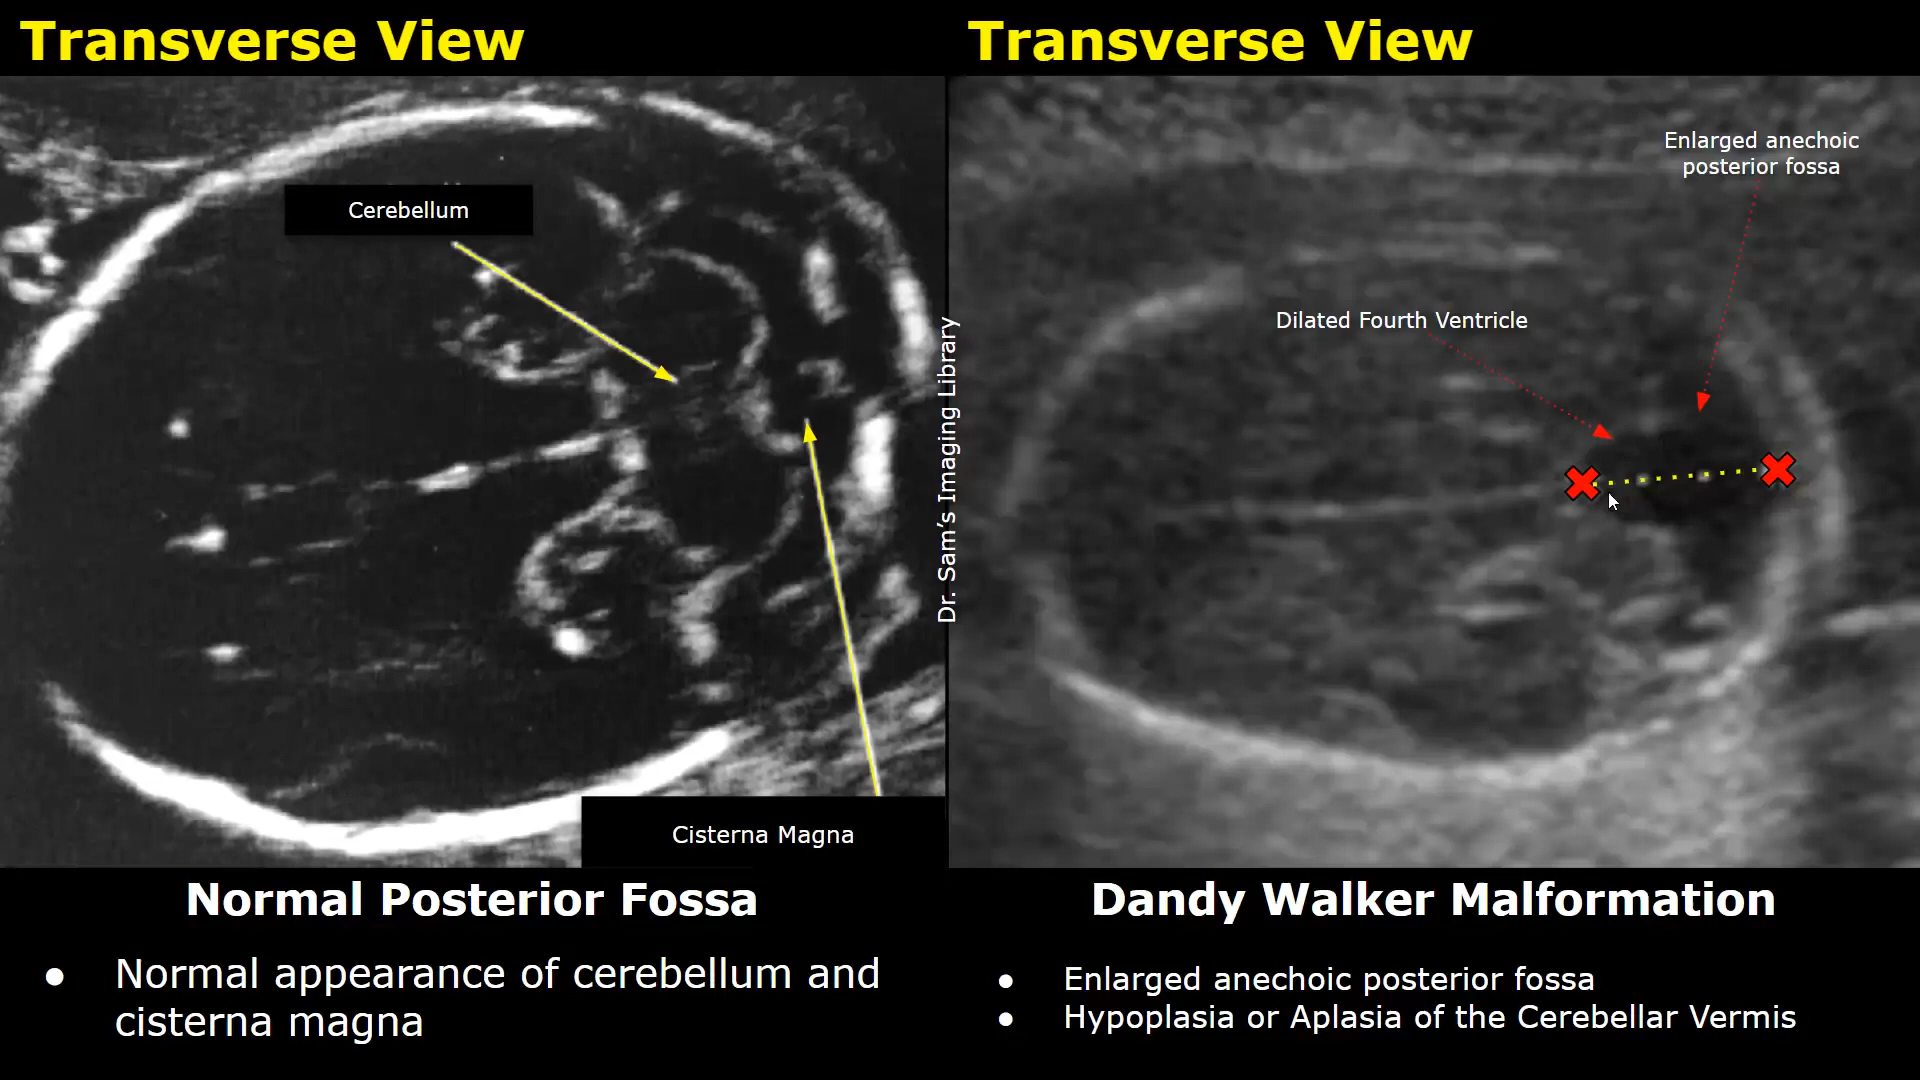 Transverse View
Cerebellum
Cisterna Magna
Normal Posterior Fossa
● Normal appearance of cerebellum and
cisterna magna
Dr. Sam's Imaging Library
Transverse View
Enlarged anechoic
posterior fossa
Dilated Fourth Ventricle
Dandy Walker Malformation
● Enlarged anechoic posterior fossa
● Hypoplasia or Aplasia of the Cerebellar Vermis